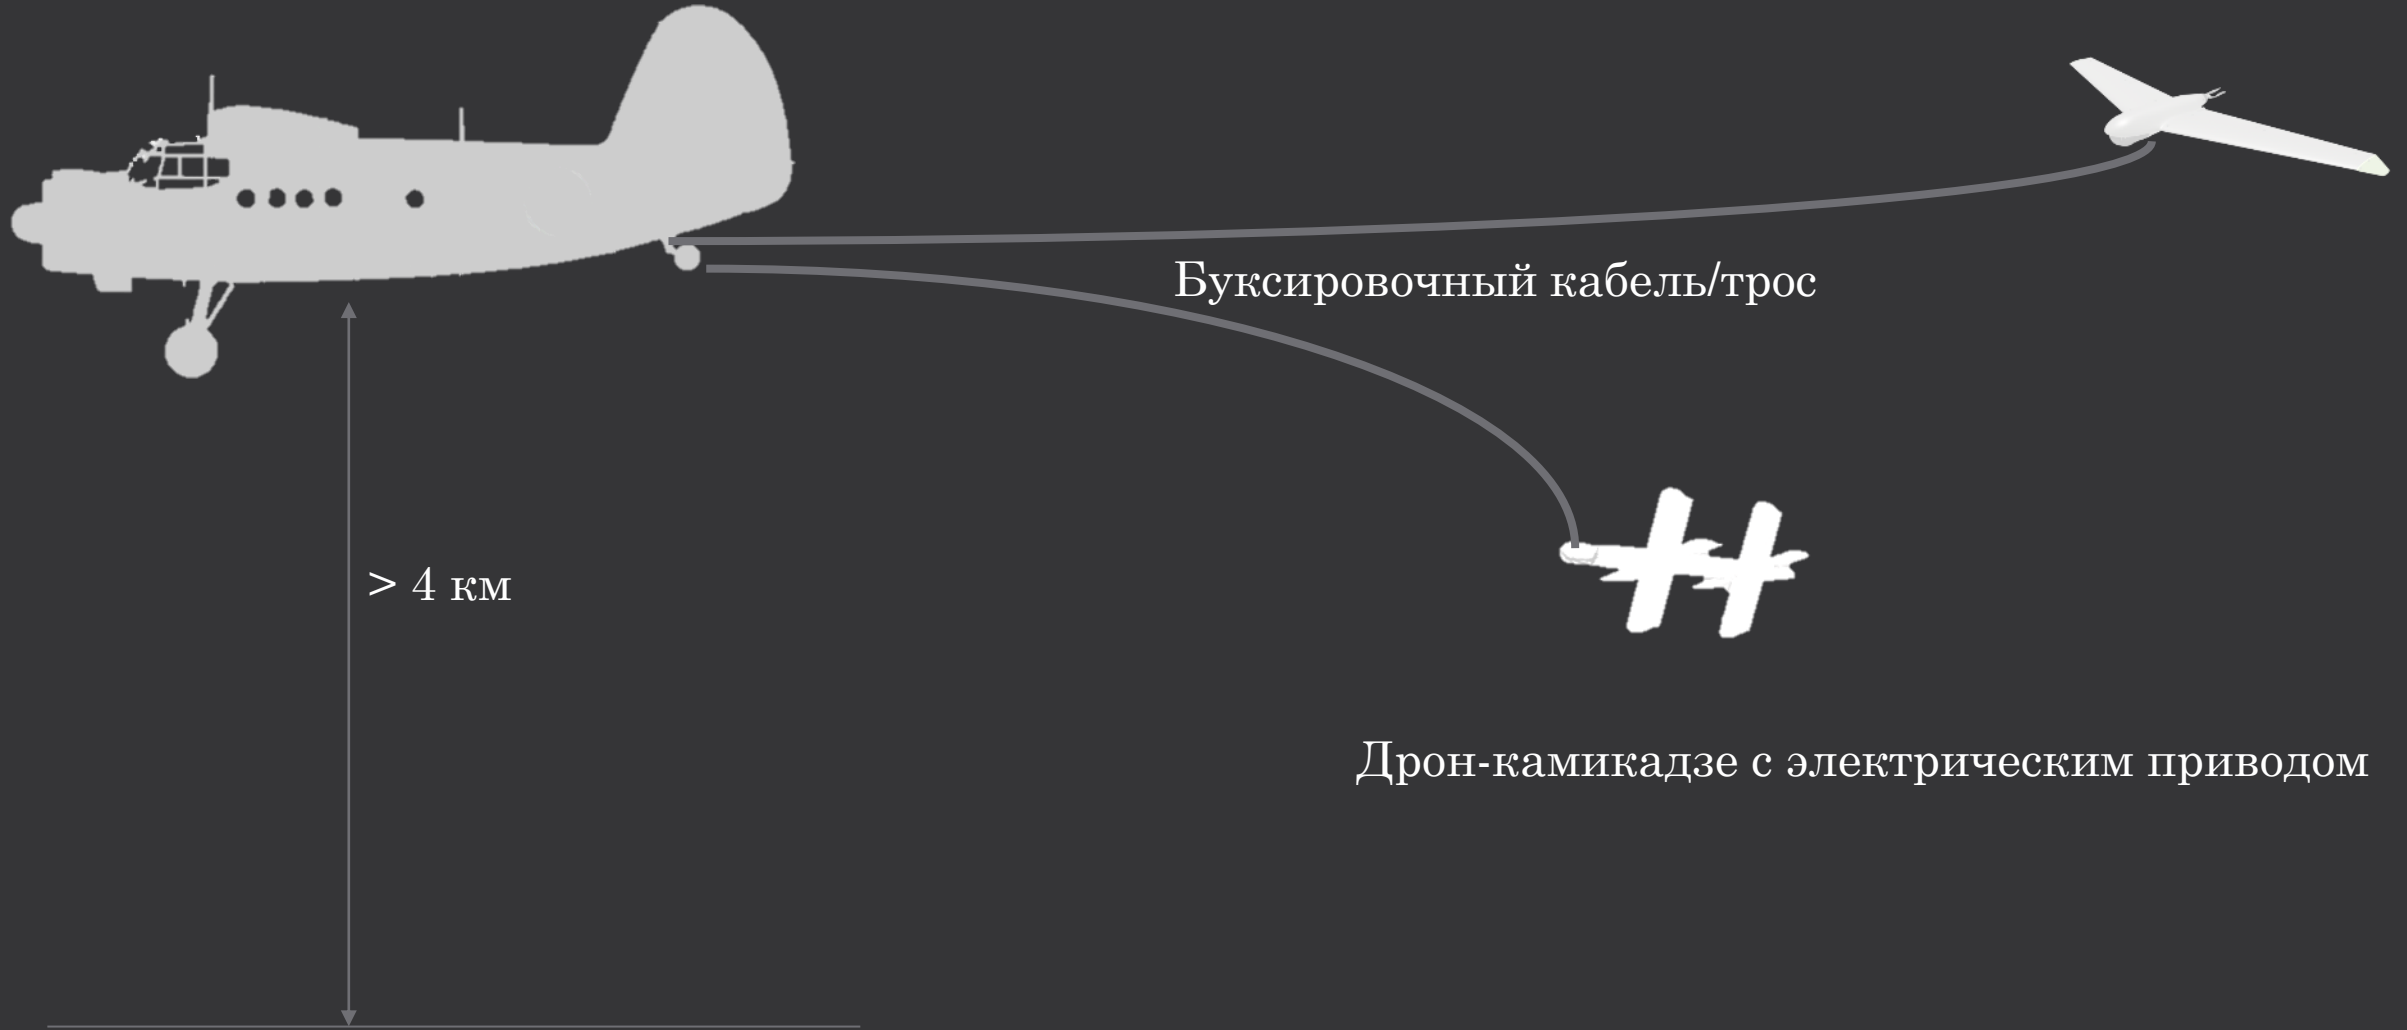 Буксировочный кабель/трос
> 4 км
Дрон-камикадзе с электрическим приводом